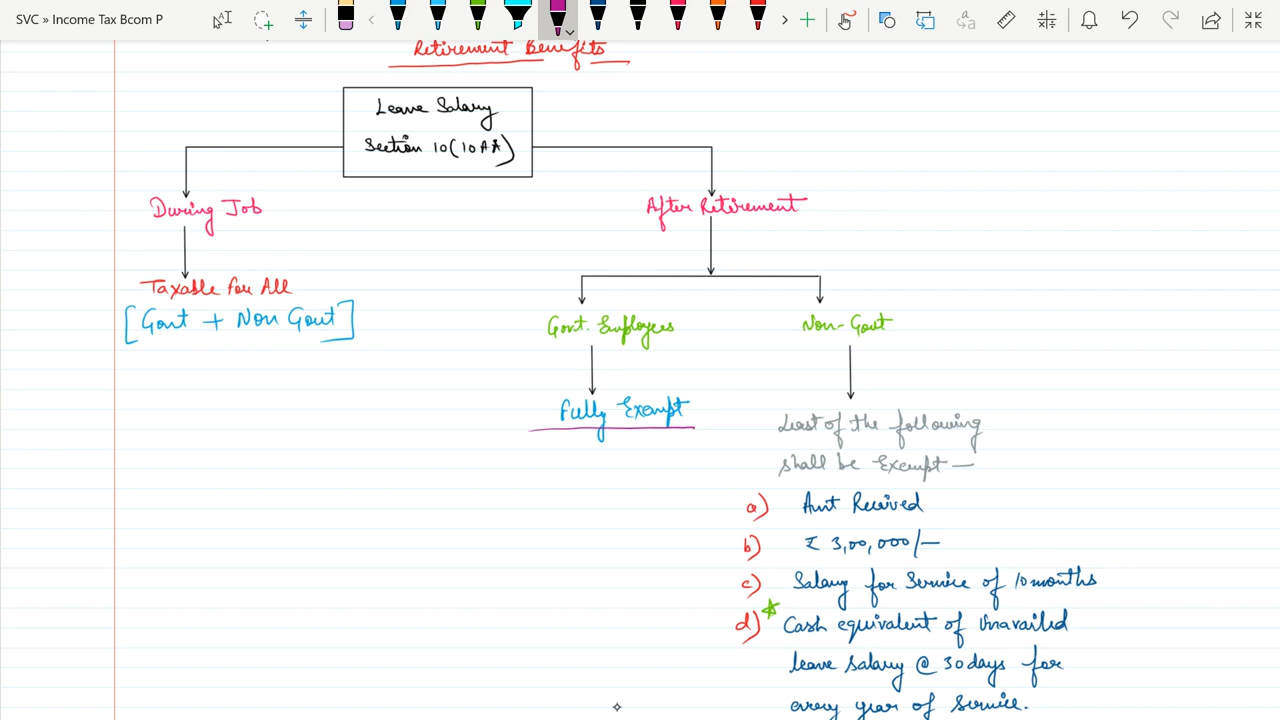 SVC » Income Tax Bcom P
Retirement Benefits
Leave Salary
Section 10(10AA)
During Job
After Retirement
Taxable for All
[Govt + Non Govt]
Govt. Employees
Non-Govt
Fully Exempt
Least of the following
shall be Exempt —
a) Amt Received
b) ₹ 3,00,000/-
c) Salary for Service of 10 months
d)* Cash equivalent of Unavailed
leave salary @ 30 days for
every year of service.